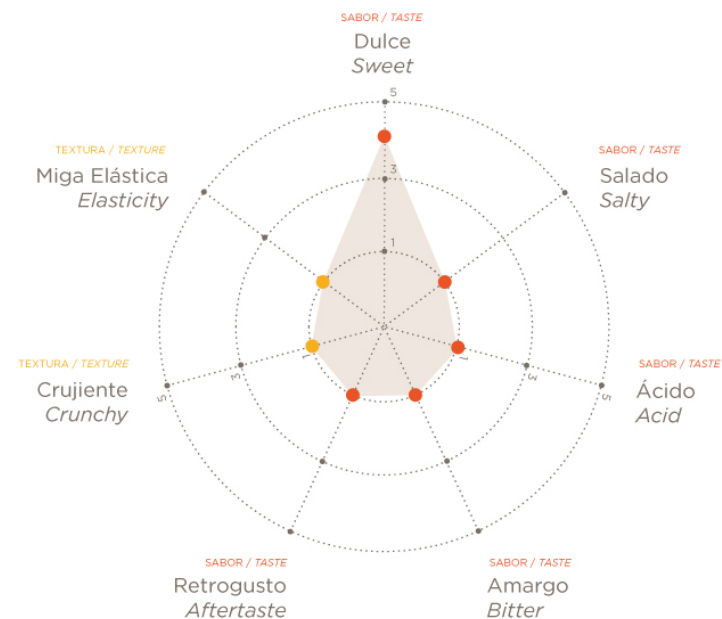 SABOR / TASTE
Dulce
Sweet
5
TEXTURA / TEXTURE
Miga Elástica
Elasticity
SABOR / TASTE
Salado
Salty
3
1
TEXTURA / TEXTURE
Crujiente
Crunchy
5
3
1
1
3
5
SABOR / TASTE
Ácido
Acid
SABOR / TASTE
Retrogusto
Aftertaste
SABOR / TASTE
Amargo
Bitter